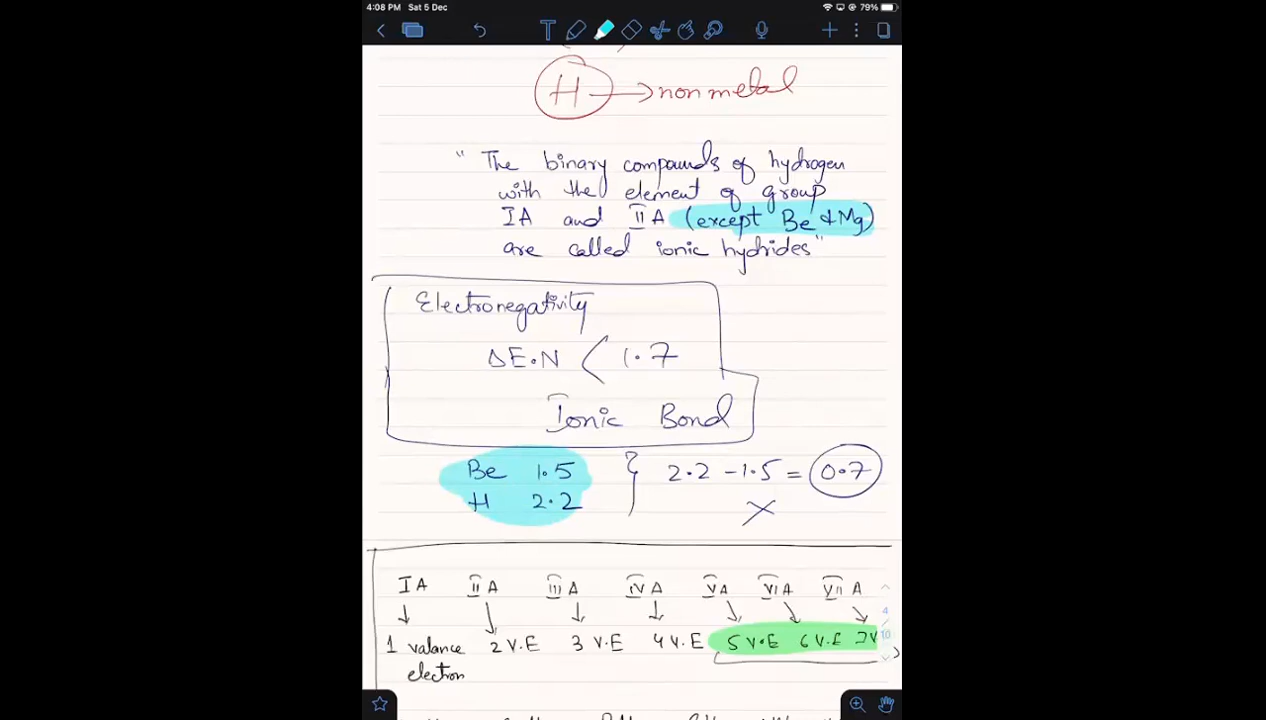 4:08 PM Sat 5 Dec 79%
H → non metal
" The binary compounds of hydrogen
with the element of group
IA and IIA (except Be & Mg)
are called ionic hydrides"
Electronegativity
ΔE.N < 1.7
Ionic Bond
Be 1.5
H 2.2
2.2 - 1.5 = 0.7
X
IA IIA IIIA IVA VA VIA VIIA
1 valance 2 V.E 3 V.E 4 V.E 5 V.E 6 V.E 7V
electron
4
10